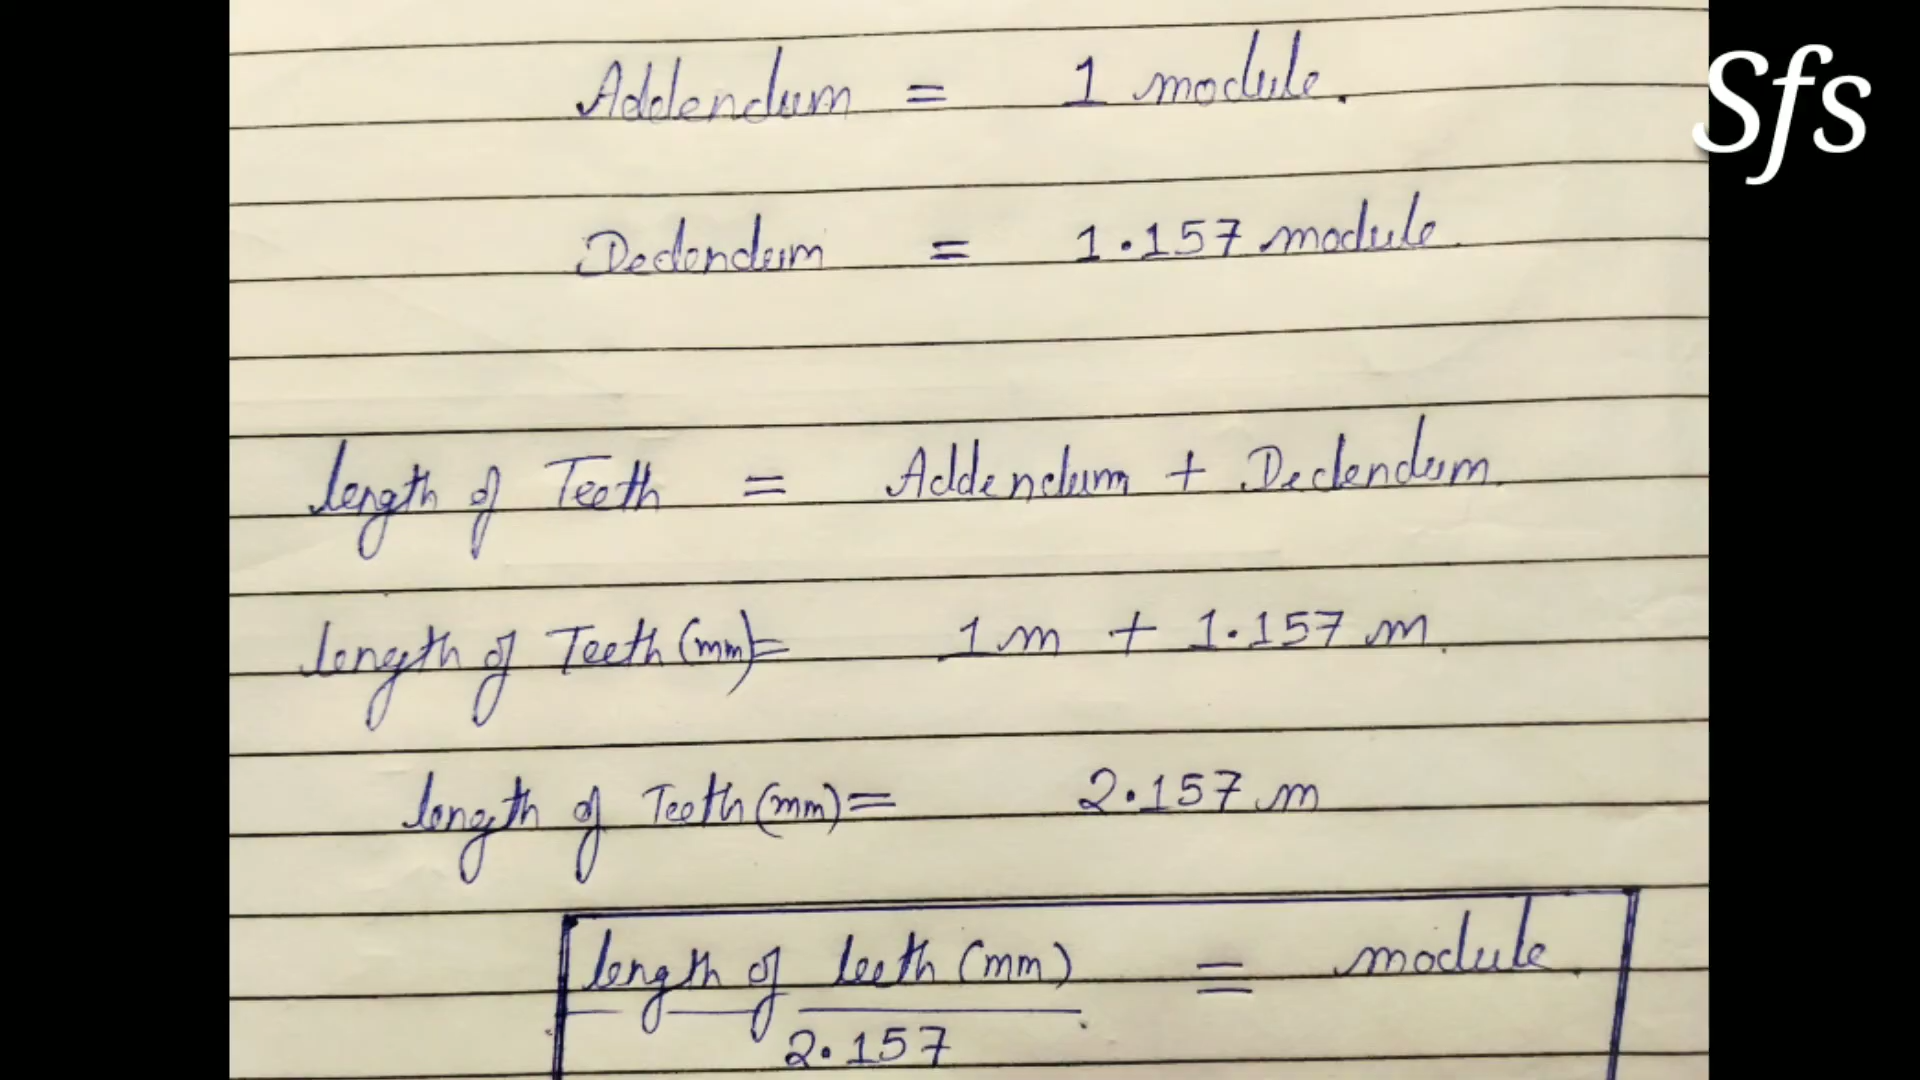 Addendum = 1 module.
Sfs
Dedendum = 1.157 module.
length of Teeth = Addendum + Dedendum.
length of Teeth (mm) = 1 m + 1.157 m.
length of Teeth (mm) = 2.157 m
length of teeth (mm) = module.
2.157